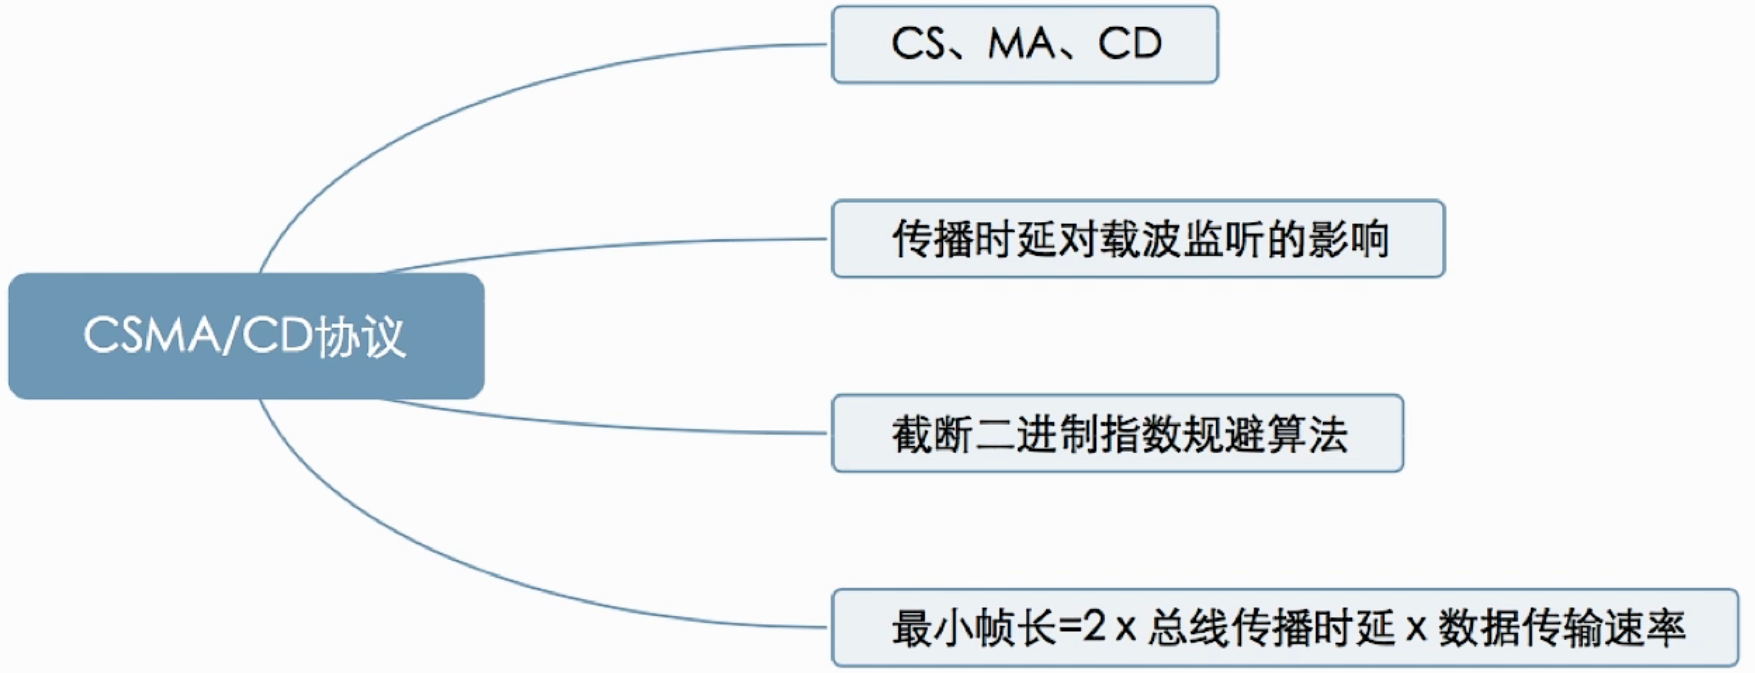 CS、MA、CD
传播时延对载波监听的影响
CSMA/CD协议
截断二进制指数规避算法
最小帧长=2 x 总线传播时延 x 数据传输速率